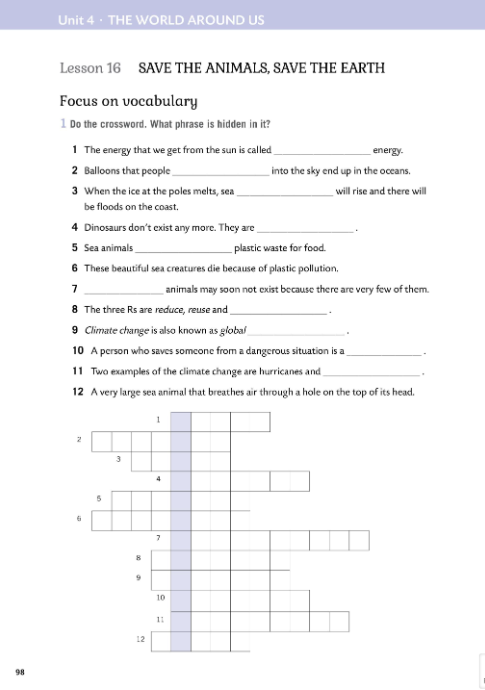 Unit 4 · THE WORLD AROUND US
Lesson 16 SAVE THE ANIMALS, SAVE THE EARTH
Focus on vocabulary
1 Do the crossword. What phrase is hidden in it?
1 The energy that we get from the sun is called ____________________ energy.
2 Balloons that people ____________________ into the sky end up in the oceans.
3 When the ice at the poles melts, sea ____________________ will rise and there will
be floods on the coast.
4 Dinosaurs don't exist any more. They are ____________________ .
5 Sea animals ____________________ plastic waste for food.
6 These beautiful sea creatures die because of plastic pollution.
7 ________________ animals may soon not exist because there are very few of them.
8 The three Rs are reduce, reuse and ____________________ .
9 Climate change is also known as global ____________________ .
10 A person who saves someone from a dangerous situation is a ________________ .
11 Two examples of the climate change are hurricanes and ____________________ .
12 A very large sea animal that breathes air through a hole on the top of its head.
1
2
3
4
5
6
7
8
9
10
11
12
98